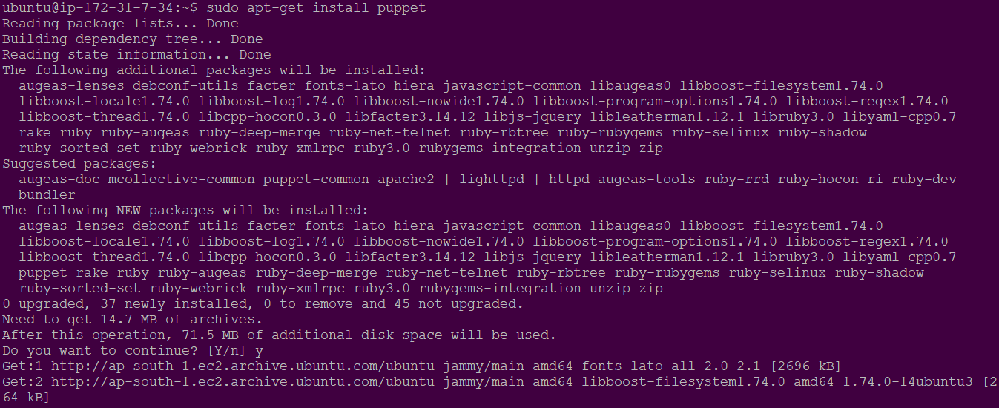 ubuntu@ip-172-31-7-34:~$ sudo apt-get install puppet
Reading package lists... Done
Building dependency tree... Done
Reading state information... Done
The following additional packages will be installed:
  augeas-lenses debconf-utils facter fonts-lato hiera javascript-common libaugeas0 libboost-filesystem1.74.0
  libboost-locale1.74.0 libboost-log1.74.0 libboost-nowide1.74.0 libboost-program-options1.74.0 libboost-regex1.74.0
  libboost-thread1.74.0 libcpp-hocon0.3.0 libfacter3.14.12 libjs-jquery libleatherman1.12.1 libruby3.0 libyaml-cpp0.7
  rake ruby ruby-augeas ruby-deep-merge ruby-net-telnet ruby-rbtree ruby-rubygems ruby-selinux ruby-shadow
  ruby-sorted-set ruby-webrick ruby-xmlrpc ruby3.0 rubygems-integration unzip zip
Suggested packages:
  augeas-doc mcollective-common puppet-common apache2 | lighttpd | httpd augeas-tools ruby-rrd ruby-hocon ri ruby-dev
  bundler
The following NEW packages will be installed:
  augeas-lenses debconf-utils facter fonts-lato hiera javascript-common libaugeas0 libboost-filesystem1.74.0
  libboost-locale1.74.0 libboost-log1.74.0 libboost-nowide1.74.0 libboost-program-options1.74.0 libboost-regex1.74.0
  libboost-thread1.74.0 libcpp-hocon0.3.0 libfacter3.14.12 libjs-jquery libleatherman1.12.1 libruby3.0 libyaml-cpp0.7
  puppet rake ruby ruby-augeas ruby-deep-merge ruby-net-telnet ruby-rbtree ruby-rubygems ruby-selinux ruby-shadow
  ruby-sorted-set ruby-webrick ruby-xmlrpc ruby3.0 rubygems-integration unzip zip
0 upgraded, 37 newly installed, 0 to remove and 45 not upgraded.
Need to get 14.7 MB of archives.
After this operation, 71.5 MB of additional disk space will be used.
Do you want to continue? [Y/n] y
Get:1 http://ap-south-1.ec2.archive.ubuntu.com/ubuntu jammy/main amd64 fonts-lato all 2.0-2.1 [2696 kB]
Get:2 http://ap-south-1.ec2.archive.ubuntu.com/ubuntu jammy/main amd64 libboost-filesystem1.74.0 amd64 1.74.0-14ubuntu3 [2
64 kB]